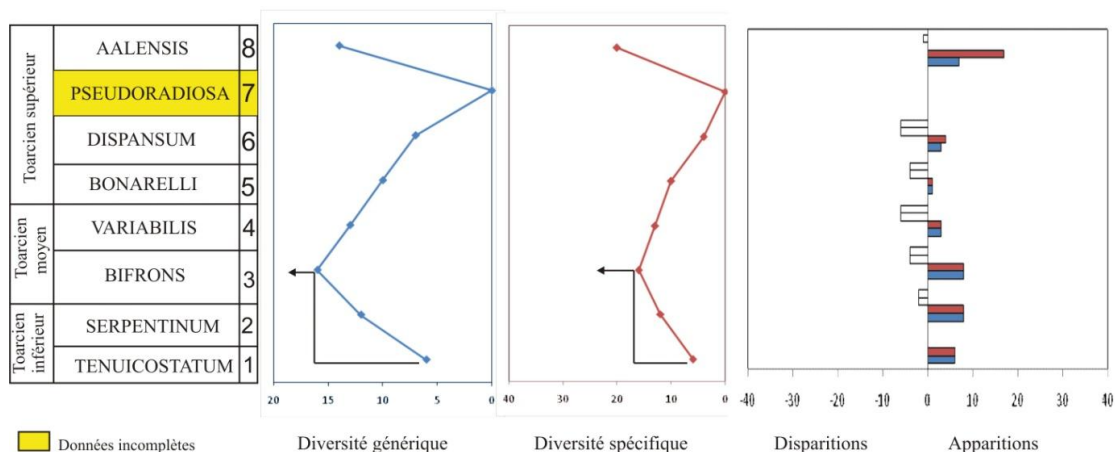 Toarcien supérieur
AALENSIS 8
PSEUDORADIOSA 7
DISPANSUM 6
BONARELLI 5
Toarcien moyen
VARIABILIS 4
BIFRONS 3
Toarcien inférieur
SERPENTINUM 2
TENUICOSTATUM 1
20 15 10 5 0
40 30 20 10 0
-40 -30 -20 -10 0 10 20 30 40
Données incomplètes
Diversité générique
Diversité spécifique
Disparitions
Apparitions